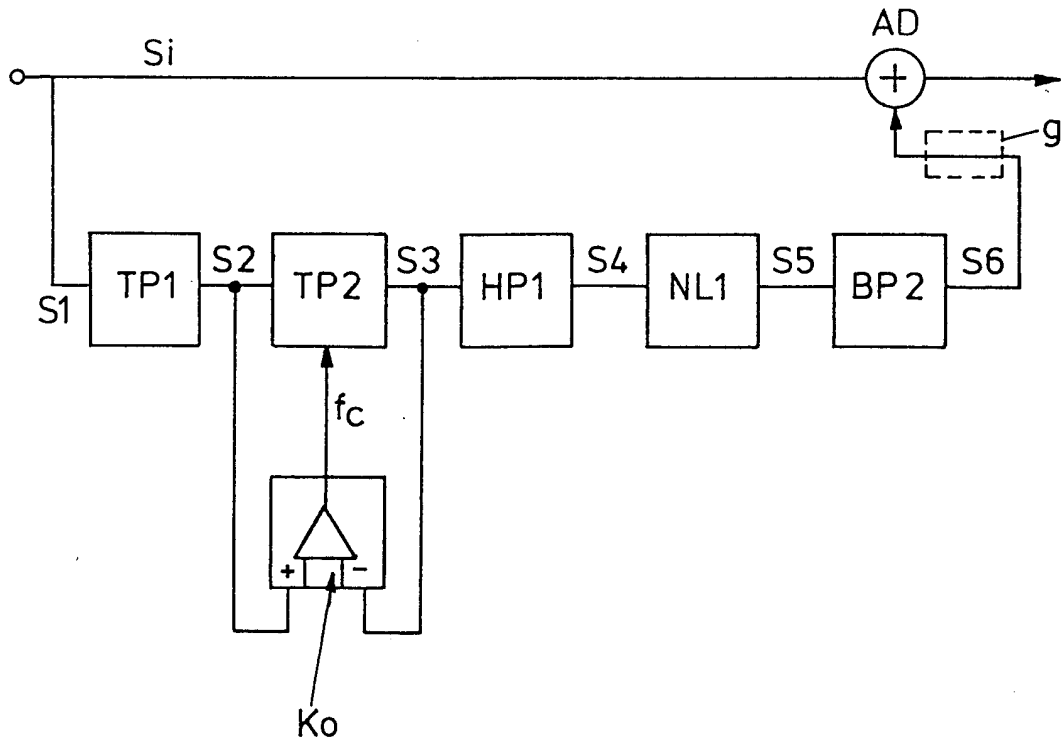 AD
Si
+
g
S1
TP1
S2
TP2
S3
HP1
S4
NL1
S5
BP2
S6
fc
+ -
Ko